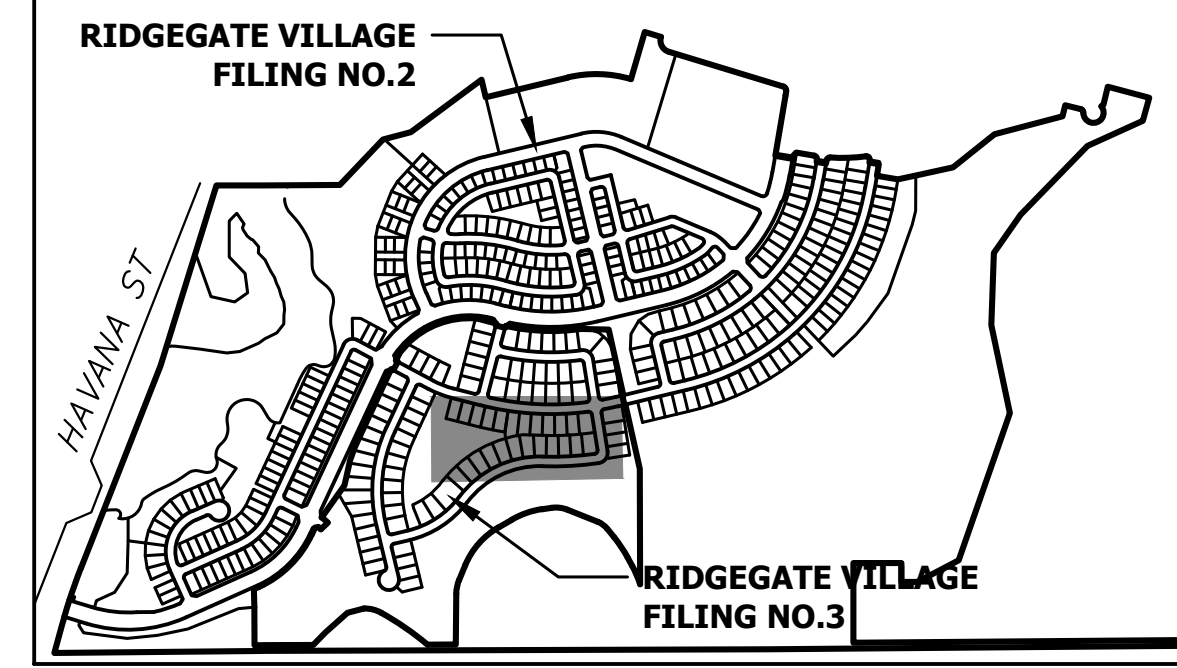 RIDGEGATE VILLAGE
FILING NO.2
HAVANA ST
RIDGEGATE VILLAGE
FILING NO.3